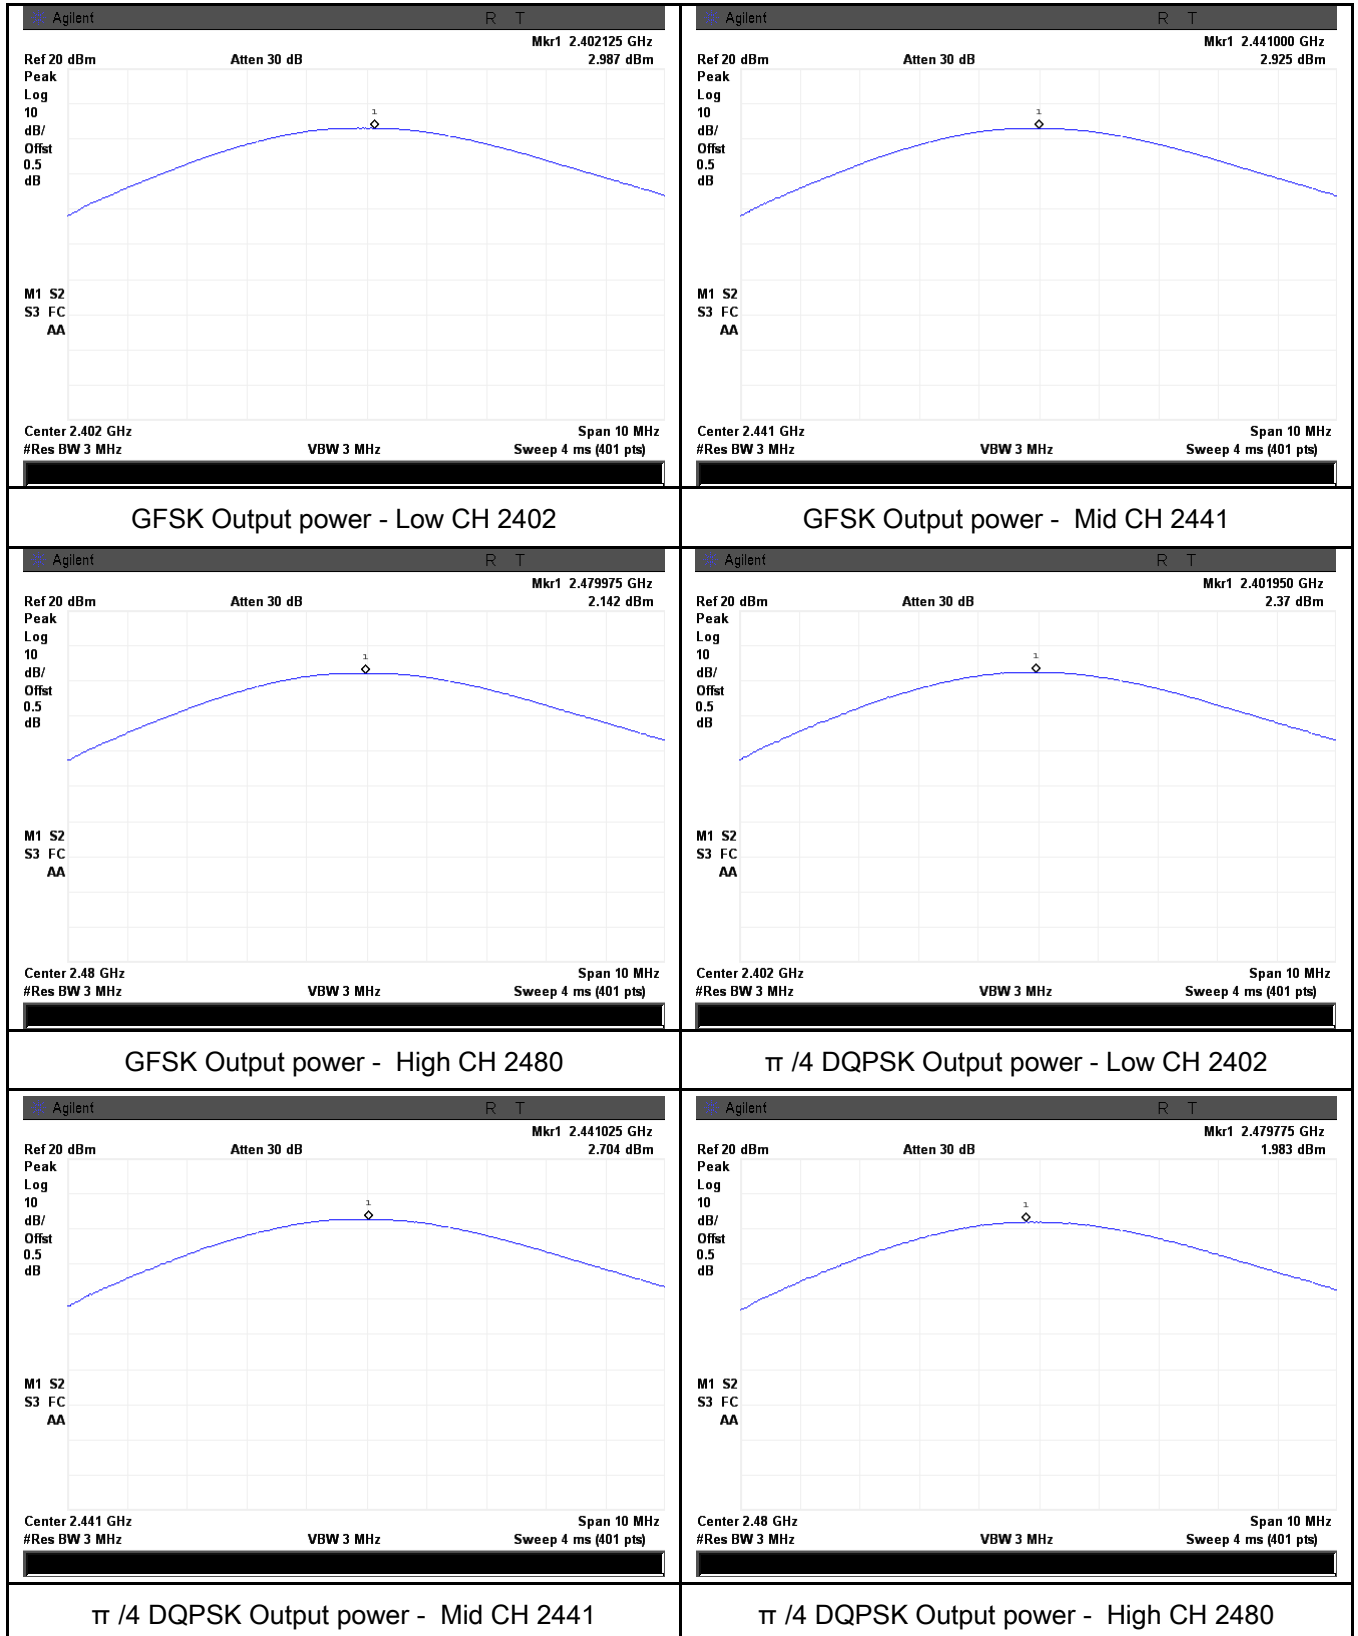 Agilent R T
Mkr1 2.402125 GHz
Ref 20 dBm Atten 30 dB 2.987 dBm
Peak
Log
10
dB/
Offst
0.5
dB
1
M1 S2
S3 FC
AA
Center 2.402 GHz Span 10 MHz
#Res BW 3 MHz VBW 3 MHz Sweep 4 ms (401 pts)
GFSK Output power - Low CH 2402
Agilent R T
Mkr1 2.441000 GHz
Ref 20 dBm Atten 30 dB 2.925 dBm
Peak
Log
10
dB/
Offst
0.5
dB
1
M1 S2
S3 FC
AA
Center 2.441 GHz Span 10 MHz
#Res BW 3 MHz VBW 3 MHz Sweep 4 ms (401 pts)
GFSK Output power - Mid CH 2441
Agilent R T
Mkr1 2.479975 GHz
Ref 20 dBm Atten 30 dB 2.142 dBm
Peak
Log
10
dB/
Offst
0.5
dB
1
M1 S2
S3 FC
AA
Center 2.48 GHz Span 10 MHz
#Res BW 3 MHz VBW 3 MHz Sweep 4 ms (401 pts)
GFSK Output power - High CH 2480
Agilent R T
Mkr1 2.401950 GHz
Ref 20 dBm Atten 30 dB 2.37 dBm
Peak
Log
10
dB/
Offst
0.5
dB
1
M1 S2
S3 FC
AA
Center 2.402 GHz Span 10 MHz
#Res BW 3 MHz VBW 3 MHz Sweep 4 ms (401 pts)
π /4 DQPSK Output power - Low CH 2402
Agilent R T
Mkr1 2.441025 GHz
Ref 20 dBm Atten 30 dB 2.704 dBm
Peak
Log
10
dB/
Offst
0.5
dB
1
M1 S2
S3 FC
AA
Center 2.441 GHz Span 10 MHz
#Res BW 3 MHz VBW 3 MHz Sweep 4 ms (401 pts)
π /4 DQPSK Output power - Mid CH 2441
Agilent R T
Mkr1 2.479775 GHz
Ref 20 dBm Atten 30 dB 1.983 dBm
Peak
Log
10
dB/
Offst
0.5
dB
1
M1 S2
S3 FC
AA
Center 2.48 GHz Span 10 MHz
#Res BW 3 MHz VBW 3 MHz Sweep 4 ms (401 pts)
π /4 DQPSK Output power - High CH 2480